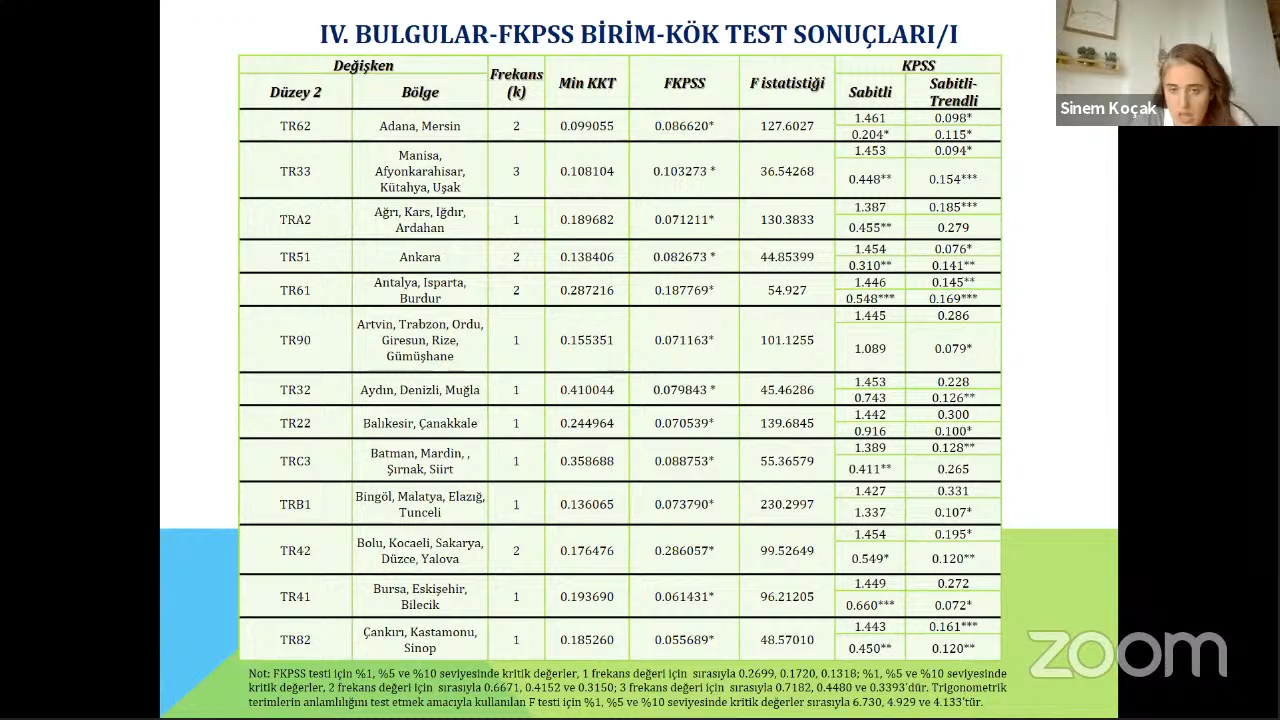 IV. BULGULAR-FKPSS BİRİM-KÖK TEST SONUÇLARI/I
Değişken Frekans (k) Min KKT FKPSS F istatistiği KPSS
Düzey 2 Bölge Sabitli Sabitli-Trendli
TR62 Adana, Mersin 2 0.099055 0.086620* 127.6027 1.461 0.098*
0.204* 0.115*
TR33 Manisa, Afyonkarahisar, Kütahya, Uşak 3 0.108104 0.103273 * 36.54268 1.453 0.094*
0.448** 0.154***
TRA2 Ağrı, Kars, Iğdır, Ardahan 1 0.189682 0.071211* 130.3833 1.387 0.185***
0.455** 0.279
TR51 Ankara 2 0.138406 0.082673 * 44.85399 1.454 0.076*
0.310** 0.141**
TR61 Antalya, Isparta, Burdur 2 0.287216 0.187769* 54.927 1.446 0.145**
0.548*** 0.169***
TR90 Artvin, Trabzon, Ordu, Giresun, Rize, Gümüşhane 1 0.155351 0.071163* 101.1255 1.445 0.286
1.089 0.079*
TR32 Aydın, Denizli, Muğla 1 0.410044 0.079843 * 45.46286 1.453 0.228
0.743 0.126**
TR22 Balıkesir, Çanakkale 1 0.244964 0.070539* 139.6845 1.442 0.300
0.916 0.100*
TRC3 Batman, Mardin, , Şırnak, Siirt 1 0.358688 0.088753* 55.36579 1.389 0.128**
0.411** 0.265
TRB1 Bingöl, Malatya, Elazığ, Tunceli 1 0.136065 0.073790* 230.2997 1.427 0.331
1.337 0.107*
TR42 Bolu, Kocaeli, Sakarya, Düzce, Yalova 2 0.176476 0.286057* 99.52649 1.454 0.195*
0.549* 0.120**
TR41 Bursa, Eskişehir, Bilecik 1 0.193690 0.061431* 96.21205 1.449 0.272
0.660*** 0.072*
TR82 Çankırı, Kastamonu, Sinop 1 0.185260 0.055689* 48.57010 1.443 0.161***
0.450** 0.120**
Not: FKPSS testi için %1, %5 ve %10 seviyesinde kritik değerler, 1 frekans değeri için sırasıyla 0.2699, 0.1720, 0.1318; %1, %5 ve %10 seviyesinde
kritik değerler, 2 frekans değeri için sırasıyla 0.6671, 0.4152 ve 0.3150; 3 frekans değeri için sırasıyla 0.7182, 0.4480 ve 0.3393'dür. Trigonometrik
terimlerin anlamlılığını test etmek amacıyla kullanılan F testi için %1, %5 ve %10 seviyesinde kritik değerler sırasıyla 6.730, 4.929 ve 4.133'tür.
Sinem Koçak
zoom